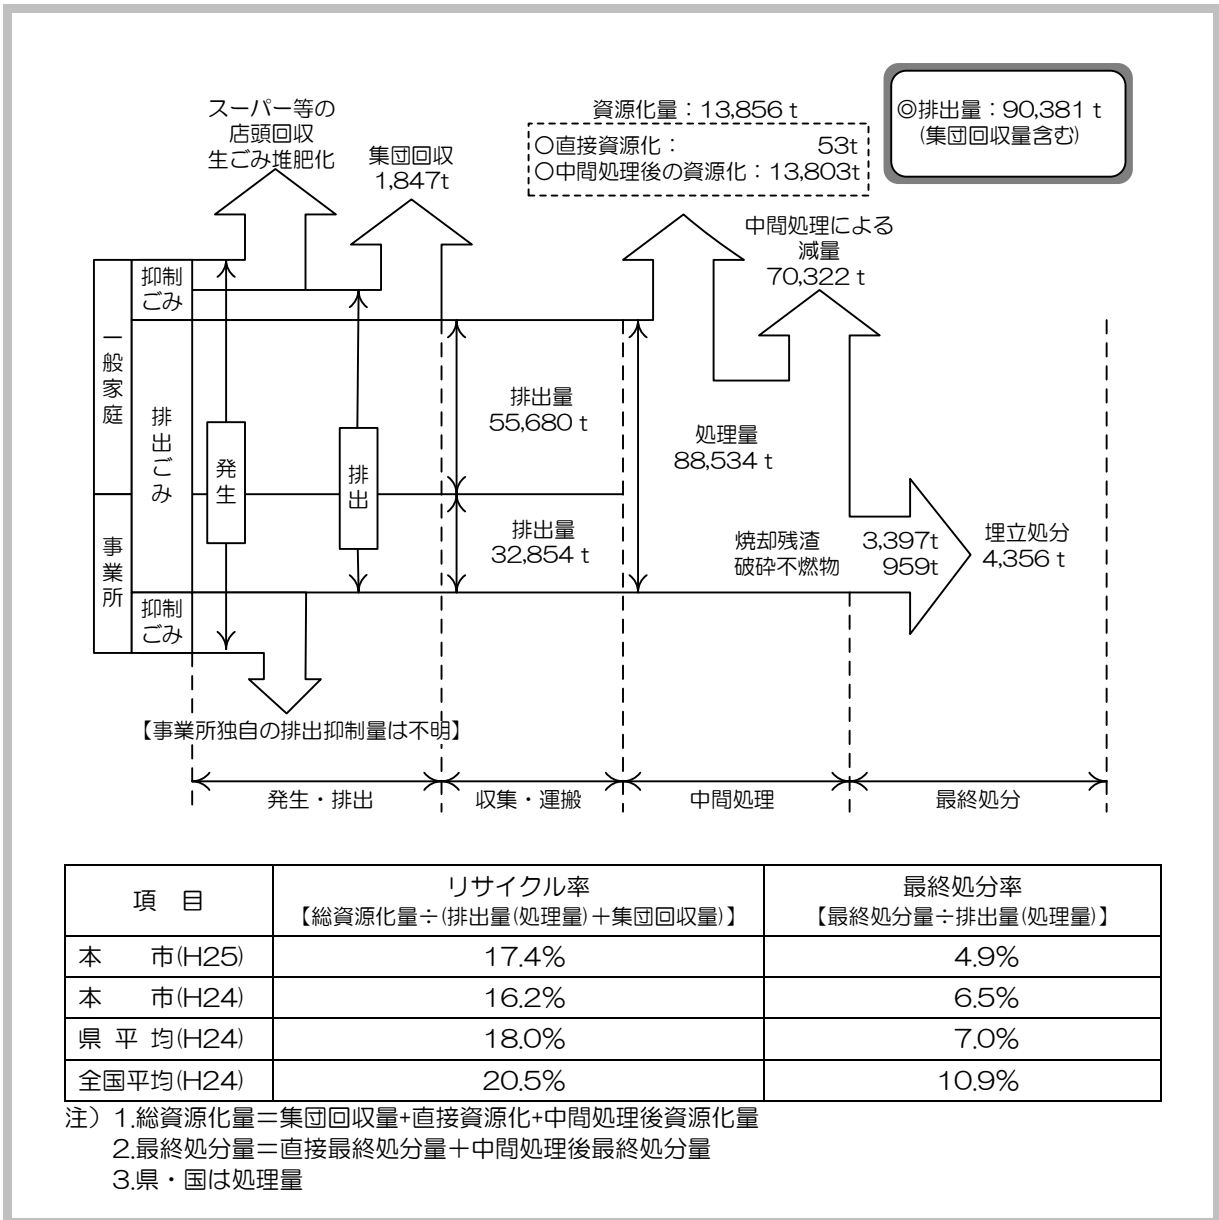 スーパー等の
店頭回収
生ごみ堆肥化
集団回収
1,847t
資源化量：13,856ｔ
○直接資源化：　53t
○中間処理後の資源化：13,803t
◎排出量：90,381ｔ
(集団回収量含む)
中間処理による
減量
70,322ｔ
抑制
ごみ
一般家庭
排出ごみ
発生
排出
排出量
55,680ｔ
処理量
88,534ｔ
事業所
排出量
32,854ｔ
焼却残渣　3,397t
破砕不燃物　959t
埋立処分
4,356ｔ
抑制
ごみ
【事業所独自の排出抑制量は不明】
発生・排出　収集・運搬　中間処理　最終処分
項　目　リサイクル率　最終処分率
【総資源化量÷(排出量(処理量)＋集団回収量)】　【最終処分量÷排出量(処理量)】
本　　市(H25)　17.4%　4.9%
本　　市(H24)　16.2%　6.5%
県 平 均(H24)　18.0%　7.0%
全国平均(H24)　20.5%　10.9%
注）1.総資源化量＝集団回収量+直接資源化+中間処理後資源化量
2.最終処分量＝直接最終処分量＋中間処理後最終処分量
3.県・国は処理量